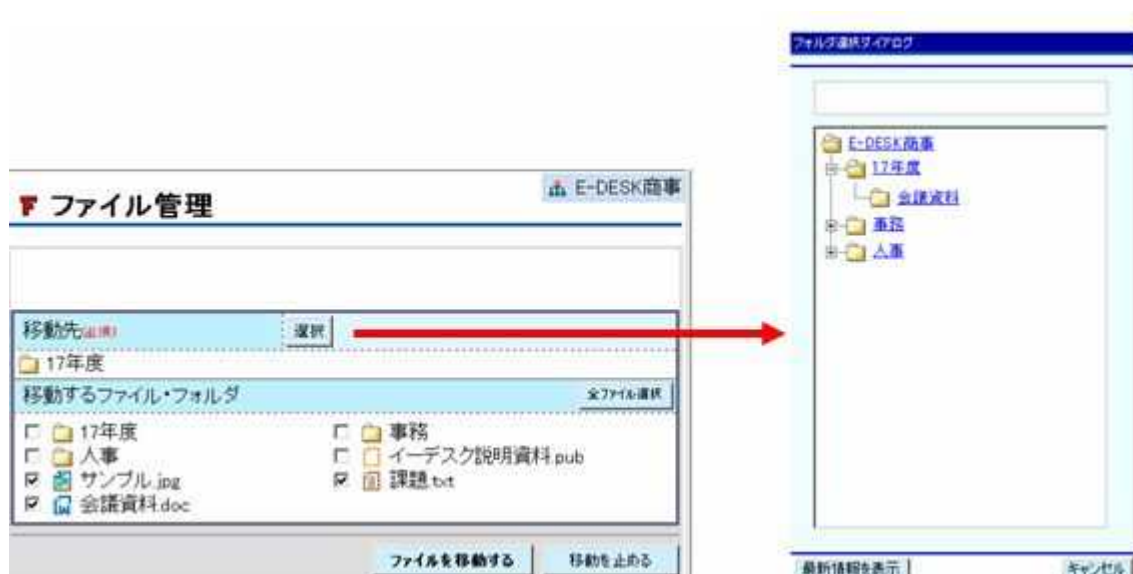 ファイル管理
E-DESK商事
移動先(必須)
選択
17年度
移動するファイル・フォルダ
全ファイル選択
17年度
事務
人事
イーデスク説明資料.pub
サンプル.jpg
課題.txt
会議資料.doc
ファイルを移動する
移動を止める
フォルダ選択ダイアログ
E-DESK商事
17年度
会議資料
事務
人事
最新情報を表示
キャンセル